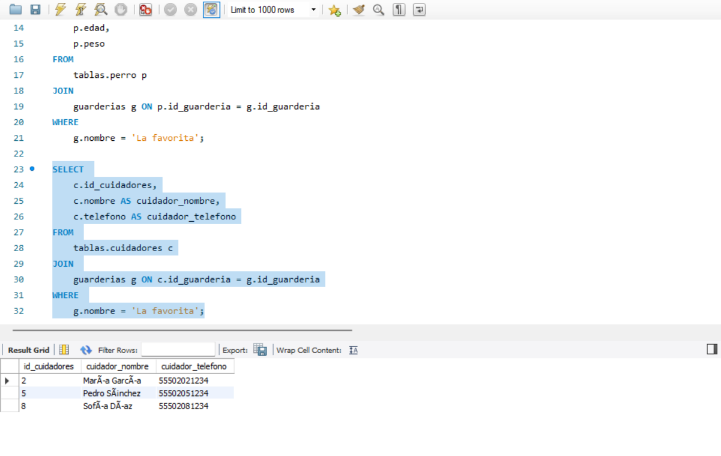 Limit to 1000 rows
14 p.edad,
15 p.peso
16 FROM
17 tablas.perro p
18 JOIN
19 guarderias g ON p.id_guarderia = g.id_guarderia
20 WHERE
21 g.nombre = 'La favorita';
22
23 SELECT
24 c.id_cuidadores,
25 c.nombre AS cuidador_nombre,
26 c.telefono AS cuidador_telefono
27 FROM
28 tablas.cuidadores c
29 JOIN
30 guarderias g ON c.id_guarderia = g.id_guarderia
31 WHERE
32 g.nombre = 'La favorita';
Result Grid Filter Rows: Export: Wrap Cell Content:
id_cuidadores cuidador_nombre cuidador_telefono
2 MarÃ-a GarcÃ-a 55502021234
5 Pedro SÃinchez 55502051234
8 SofÃ-a DÃ-az 55502081234